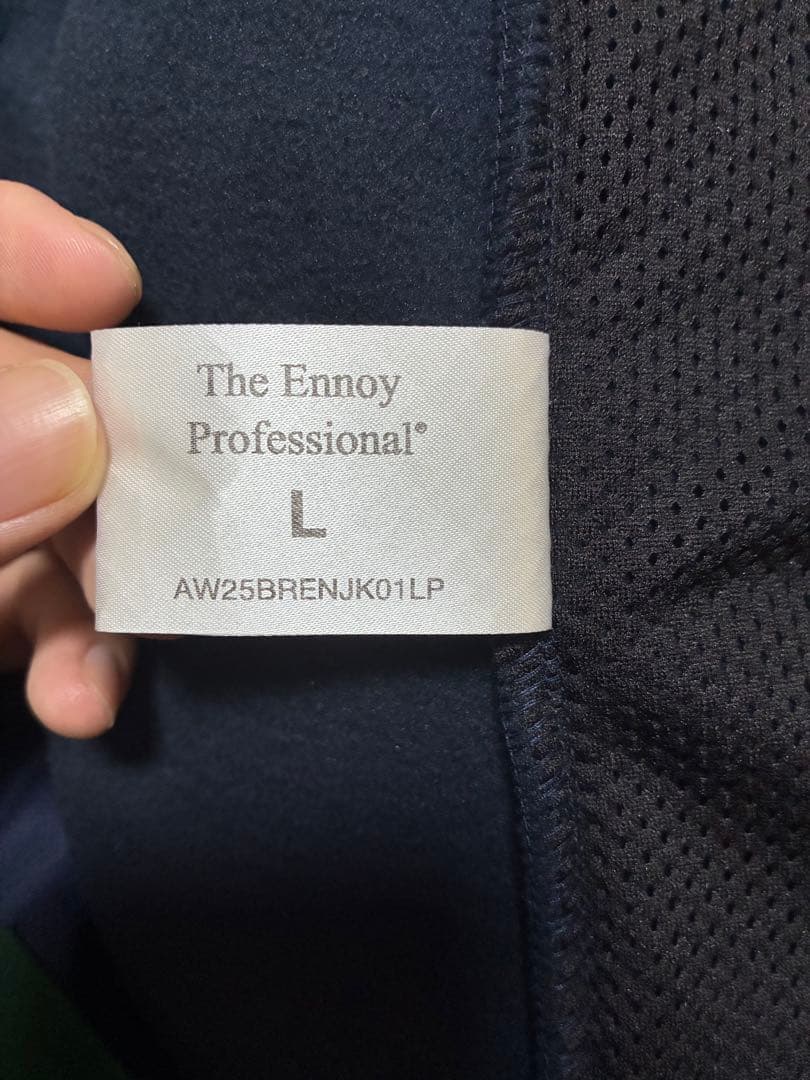 The Ennoy
Professional®
L
AW25BRENJK01LP